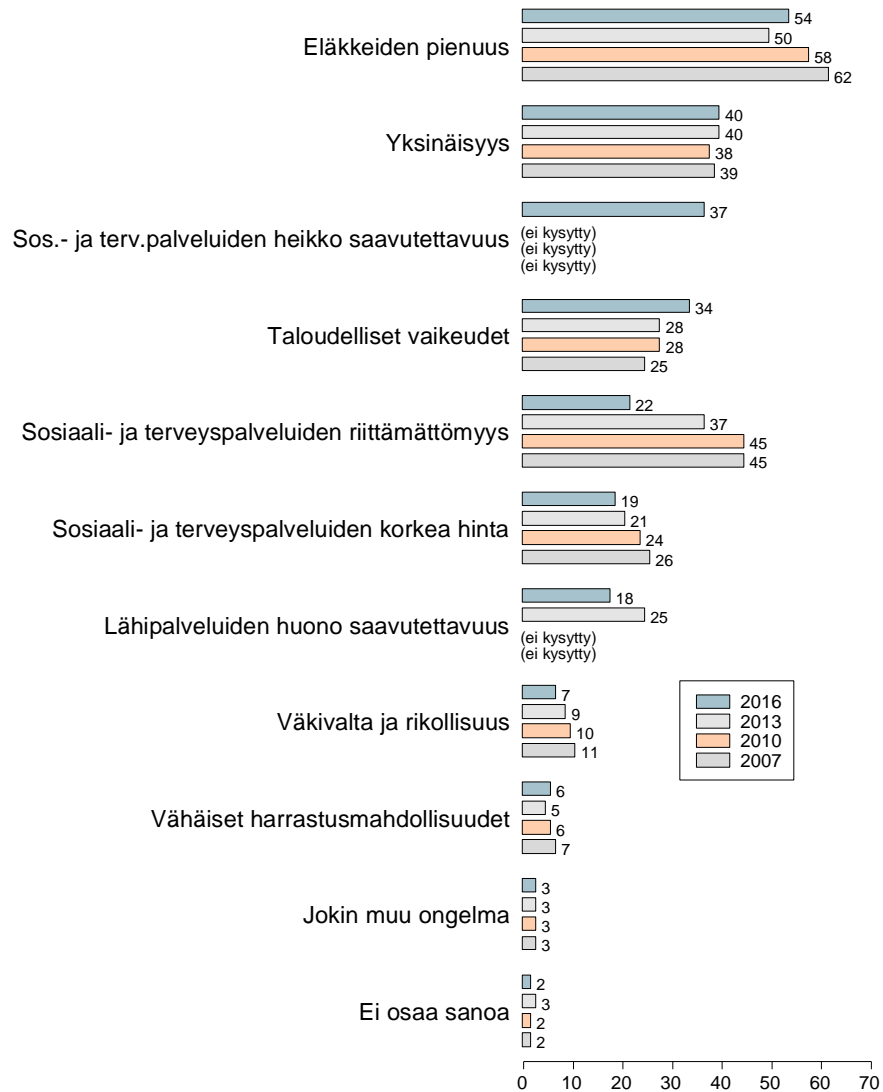 Eläkkeiden pienuus
54
50
58
62
Yksinäisyys
40
40
38
39
Sos.- ja terv.palveluiden heikko saavutettavuus
37
(ei kysytty)
(ei kysytty)
(ei kysytty)
Taloudelliset vaikeudet
34
28
28
25
Sosiaali- ja terveyspalveluiden riittämättömyys
22
37
45
45
Sosiaali- ja terveyspalveluiden korkea hinta
19
21
24
26
Lähipalveluiden huono saavutettavuus
18
25
(ei kysytty)
(ei kysytty)
Väkivalta ja rikollisuus
7
9
10
11
2016
2013
2010
2007
Vähäiset harrastusmahdollisuudet
6
5
6
7
Jokin muu ongelma
3
3
3
3
Ei osaa sanoa
2
3
2
2
0 10 20 30 40 50 60 70